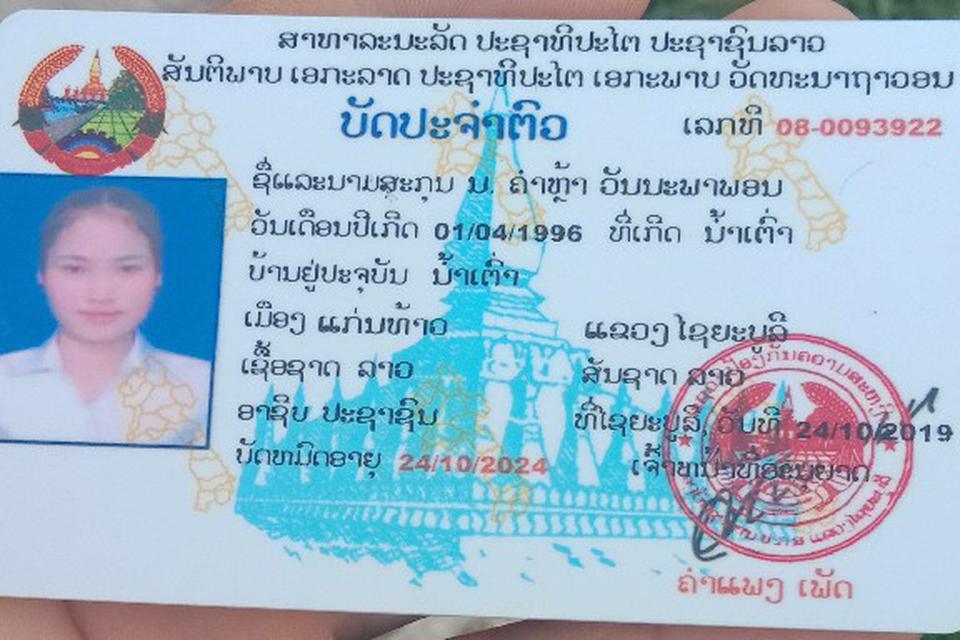 ສາທາລະນະລັດ ປະຊາທິປະໄຕ ປະຊາຊົນລາວ
ສັນຕິພາບ ເອກະລາດ ປະຊາທິປະໄຕ ເອກະພາບ ວັດທະນາຖາວອນ
ບັດປະຈຳຕົວ
ເລກທີ 08-0093922
ຊື່ແລະນາມສະກຸນ ນ. ຄຳຫຼ້າ ວັນນະພາພອນ
ວັນເດືອນປີເກີດ 01/04/1996 ທີ່ເກີດ ນ້ຳເຕົ່າ
ບ້ານຢູ່ປະຈຸບັນ ນ້ຳເຕົ່າ
ເມືອງ ແກ່ນທ້າວ ແຂວງ ໄຊຍະບູລີ
ເຊື້ອຊາດ ລາວ ສັນຊາດ ລາວ
ອາຊີບ ປະຊາຊົນ ທີ່ໄຊຍະບູລີ, ວັນທີ 24/10/2019
ບັດຫມົດອາຍຸ 24/10/2024 ເຈົ້າຫນ້າທີ່ອະນຸຍາດ
ຄຳແພງ ເພັດ